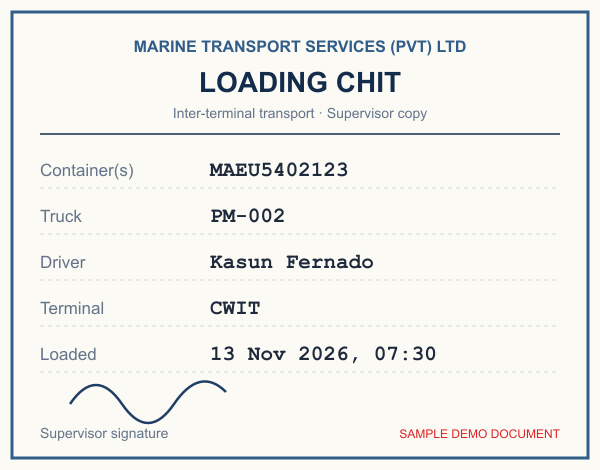 MARINE TRANSPORT SERVICES (PVT) LTD
LOADING CHIT
Inter-terminal transport · Supervisor copy
Container(s) MAEU5402123
Truck PM-002
Driver Kasun Fernado
Terminal CWIT
Loaded 13 Nov 2026, 07:30
Supervisor signature SAMPLE DEMO DOCUMENT